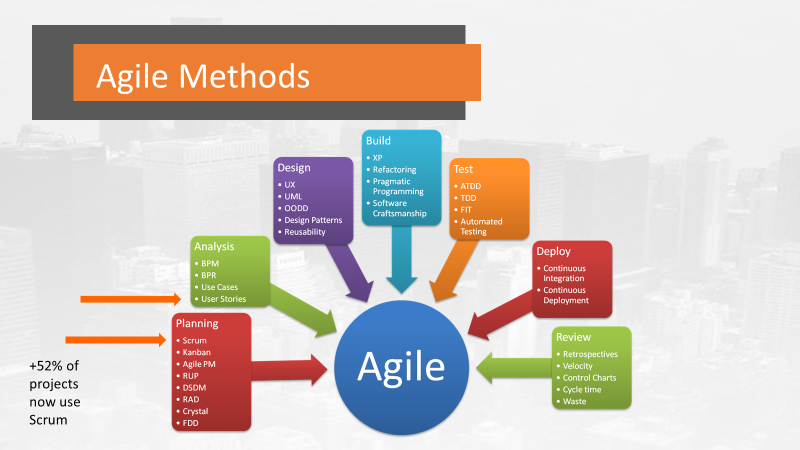 Agile Methods
Build
• XP
• Refactoring
• Pragmatic
Programming
• Software
Craftsmanship
Design
• UX
• UML
• OODD
• Design Patterns
• Reusability
Test
• ATDD
• TDD
• FIT
• Automated
Testing
Analysis
• BPM
• BPR
• Use Cases
• User Stories
Deploy
• Continuous
Integration
• Continuous
Deployment
Planning
• Scrum
• Kanban
• Agile PM
• RUP
• DSDM
• RAD
• Crystal
• FDD
Review
• Retrospectives
• Velocity
• Control Charts
• Cycle time
• Waste
Agile
+52% of
projects
now use
Scrum